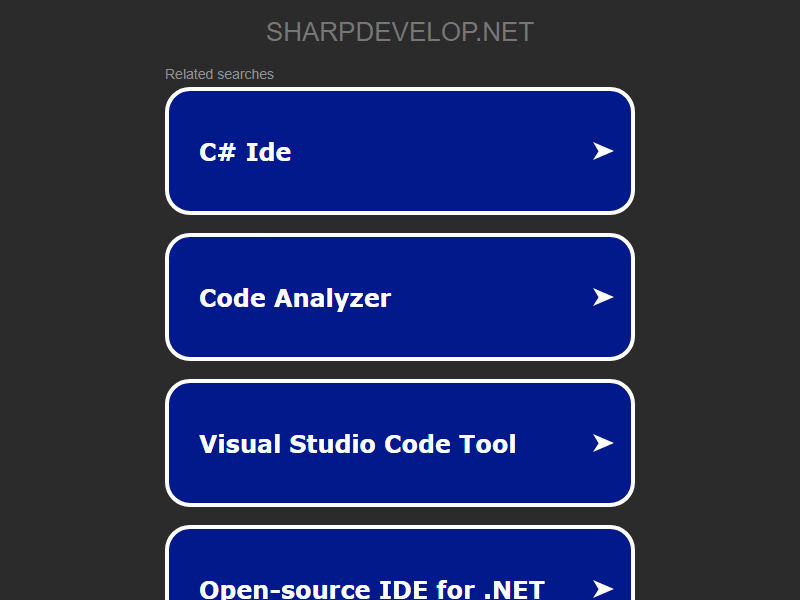 SHARPDEVELOP.NET
Related searches
C# Ide
Code Analyzer
Visual Studio Code Tool
Open-source IDE for .NET